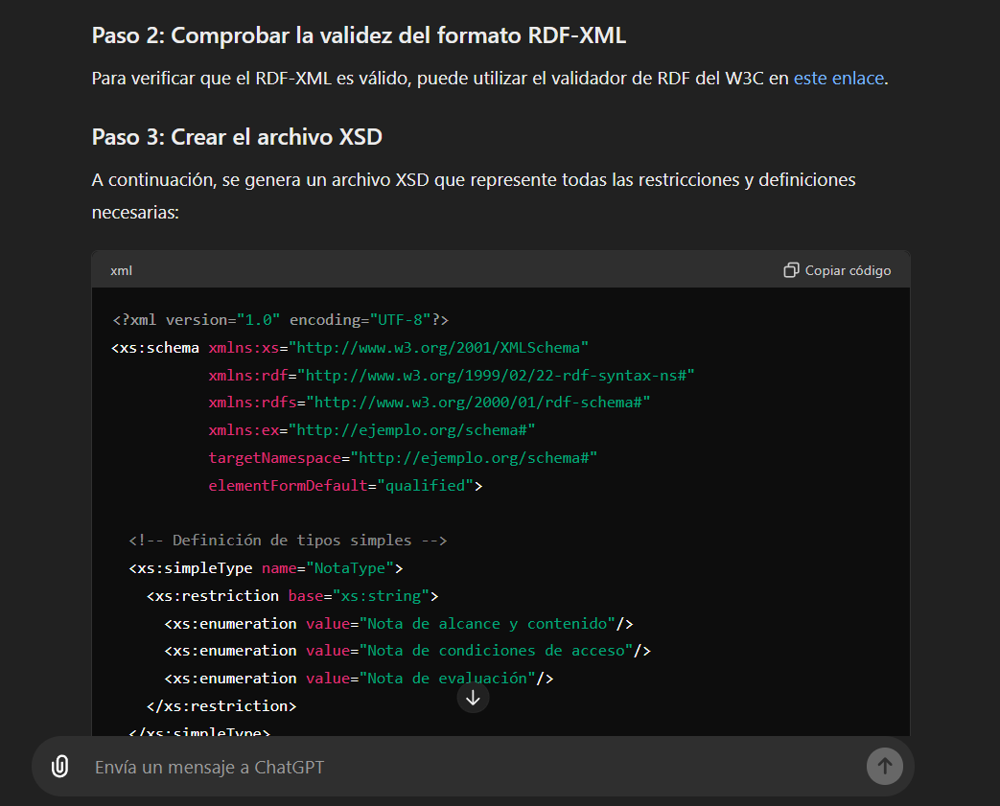 Paso 2: Comprobar la validez del formato RDF-XML
Para verificar que el RDF-XML es válido, puede utilizar el validador de RDF del W3C en este enlace.
Paso 3: Crear el archivo XSD
A continuación, se genera un archivo XSD que represente todas las restricciones y definiciones
necesarias:
xml
Copiar código
<?xml version="1.0" encoding="UTF-8"?>
<xs:schema xmlns:xs="http://www.w3.org/2001/XMLSchema"
xmlns:rdf="http://www.w3.org/1999/02/22-rdf-syntax-ns#"
xmlns:rdfs="http://www.w3.org/2000/01/rdf-schema#"
xmlns:ex="http://ejemplo.org/schema#"
targetNamespace="http://ejemplo.org/schema#"
elementFormDefault="qualified">
<!-- Definición de tipos simples -->
<xs:simpleType name="NotaType">
<xs:restriction base="xs:string">
<xs:enumeration value="Nota de alcance y contenido"/>
<xs:enumeration value="Nota de condiciones de acceso"/>
<xs:enumeration value="Nota de evaluación"/>
</xs:restriction>
</xs:simpleType>
Envía un mensaje a ChatGPT